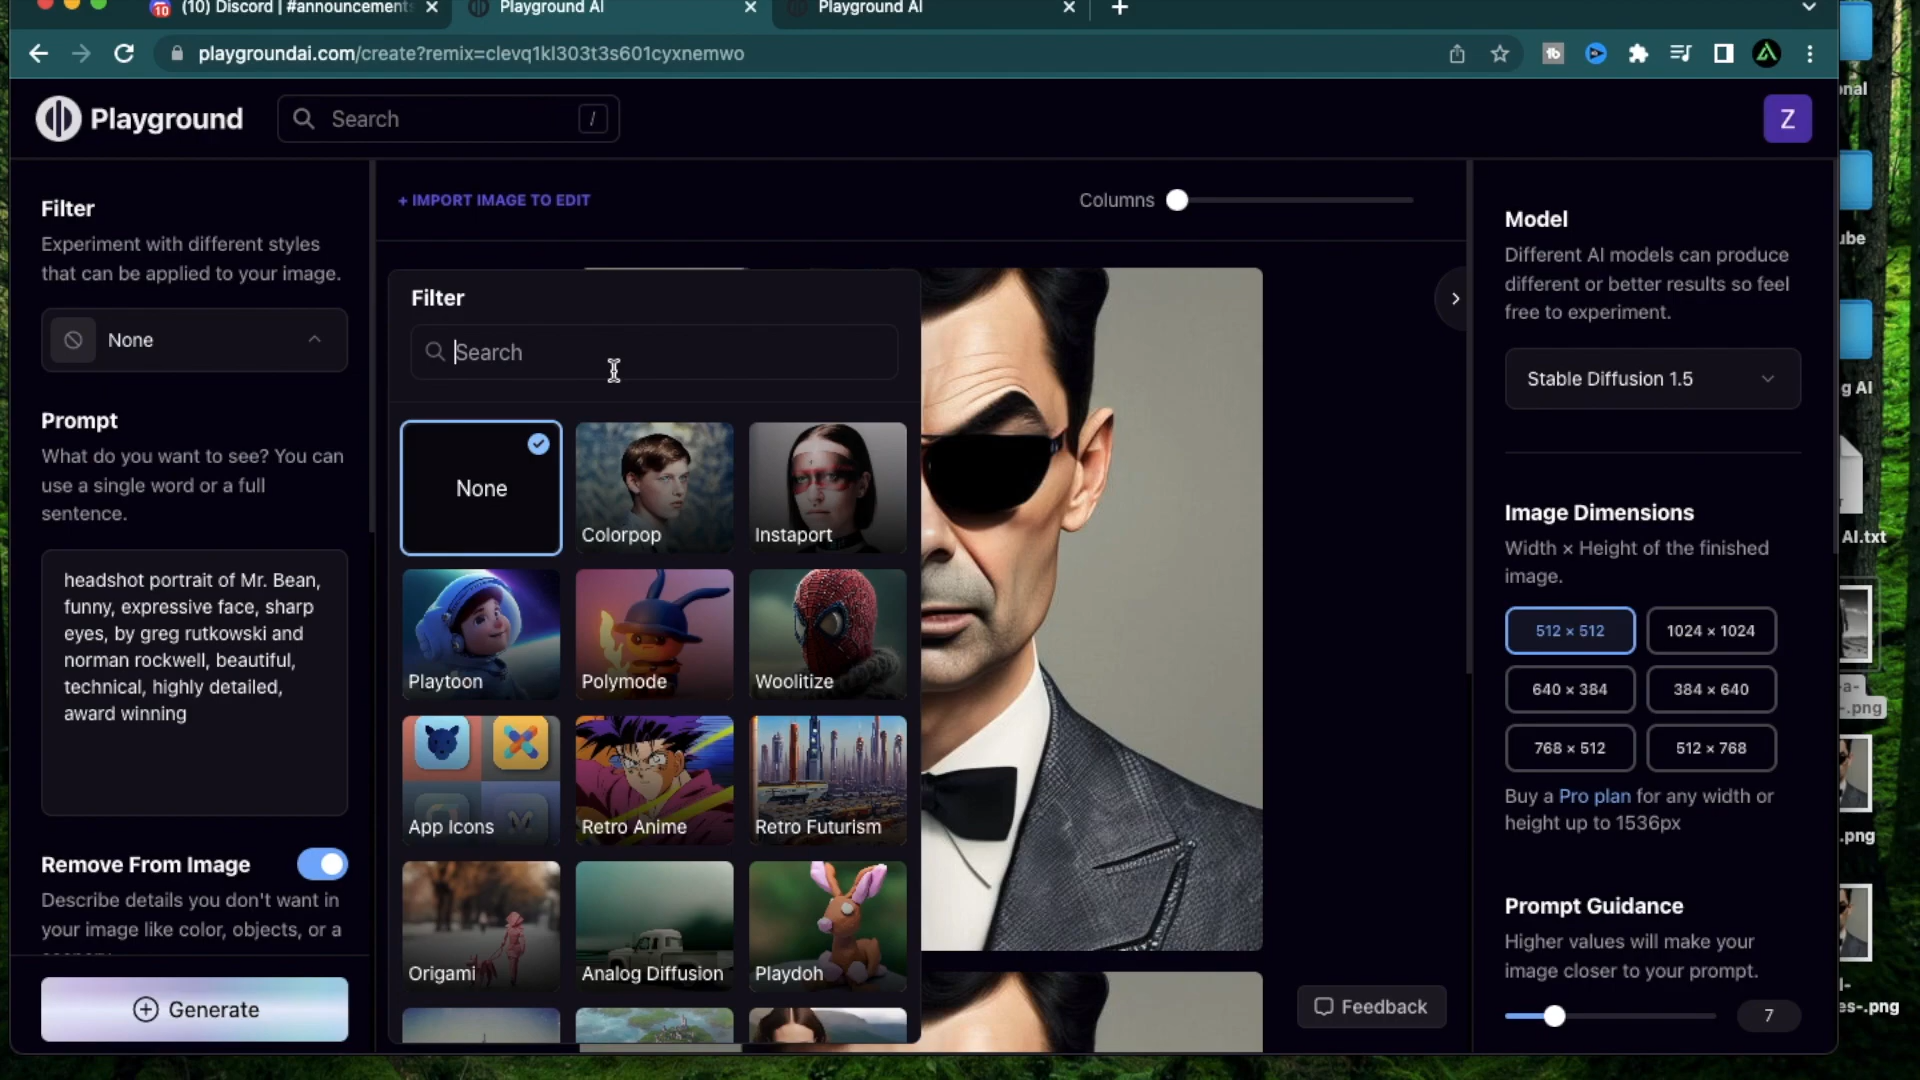 (10) Discord | #announcements
Playground AI
Playground AI
playgroundai.com/create?remix=clevq1kl303t3s601cyxnemwo
Playground
Search
/
Z
Filter
Experiment with different styles
that can be applied to your image.
None
Prompt
What do you want to see? You can
use a single word or a full
sentence.
headshot portrait of Mr. Bean,
funny, expressive face, sharp
eyes, by greg rutkowski and
norman rockwell, beautiful,
technical, highly detailed,
award winning
Remove From Image
Describe details you don't want in
your image like color, objects, or a
Generate
+ IMPORT IMAGE TO EDIT
Columns
Filter
Search
None
Colorpop
Instaport
Playtoon
Polymode
Woolitize
App Icons
Retro Anime
Retro Futurism
Origami
Analog Diffusion
Playdoh
Feedback
Model
Different AI models can produce
different or better results so feel
free to experiment.
Stable Diffusion 1.5
Image Dimensions
Width × Height of the finished
image.
512 × 512
1024 × 1024
640 × 384
384 × 640
768 × 512
512 × 768
Buy a Pro plan for any width or
height up to 1536px
Prompt Guidance
Higher values will make your
image closer to your prompt.
7
AI.txt
.png
.png
es-.png